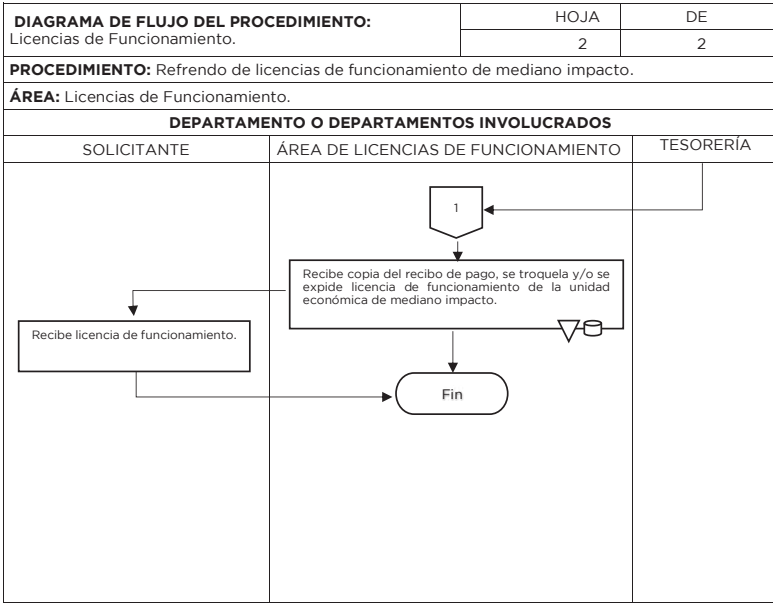 DIAGRAMA DE FLUJO DEL PROCEDIMIENTO:
Licencias de Funcionamiento.
HOJA
DE
2
2
PROCEDIMIENTO: Refrendo de licencias de funcionamiento de mediano impacto.
ÁREA: Licencias de Funcionamiento.
DEPARTAMENTO O DEPARTAMENTOS INVOLUCRADOS
SOLICITANTE
ÁREA DE LICENCIAS DE FUNCIONAMIENTO
TESORERÍA
1
Recibe copia del recibo de pago, se troquela y/o se
expide licencia de funcionamiento de la unidad
económica de mediano impacto.
Recibe licencia de funcionamiento.
Fin